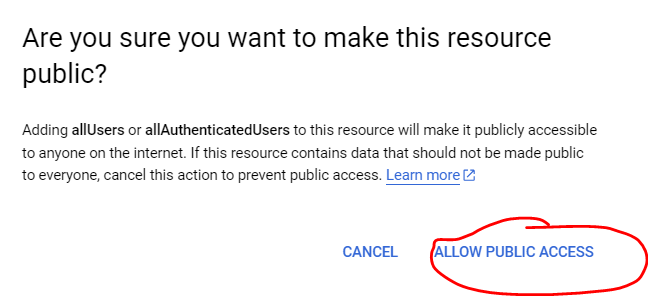 Are you sure you want to make this resource
public?
Adding allUsers or allAuthenticatedUsers to this resource will make it publicly accessible
to anyone on the internet. If this resource contains data that should not be made public
to everyone, cancel this action to prevent public access. Learn more
CANCEL ALLOW PUBLIC ACCESS